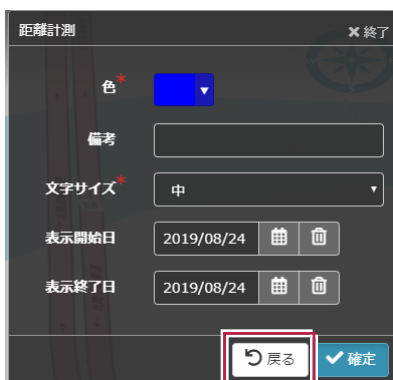 距離計測 ✖終了
色*
備考
文字サイズ* 中
表示開始日 2019/08/24
表示終了日 2019/08/24
戻る 確定